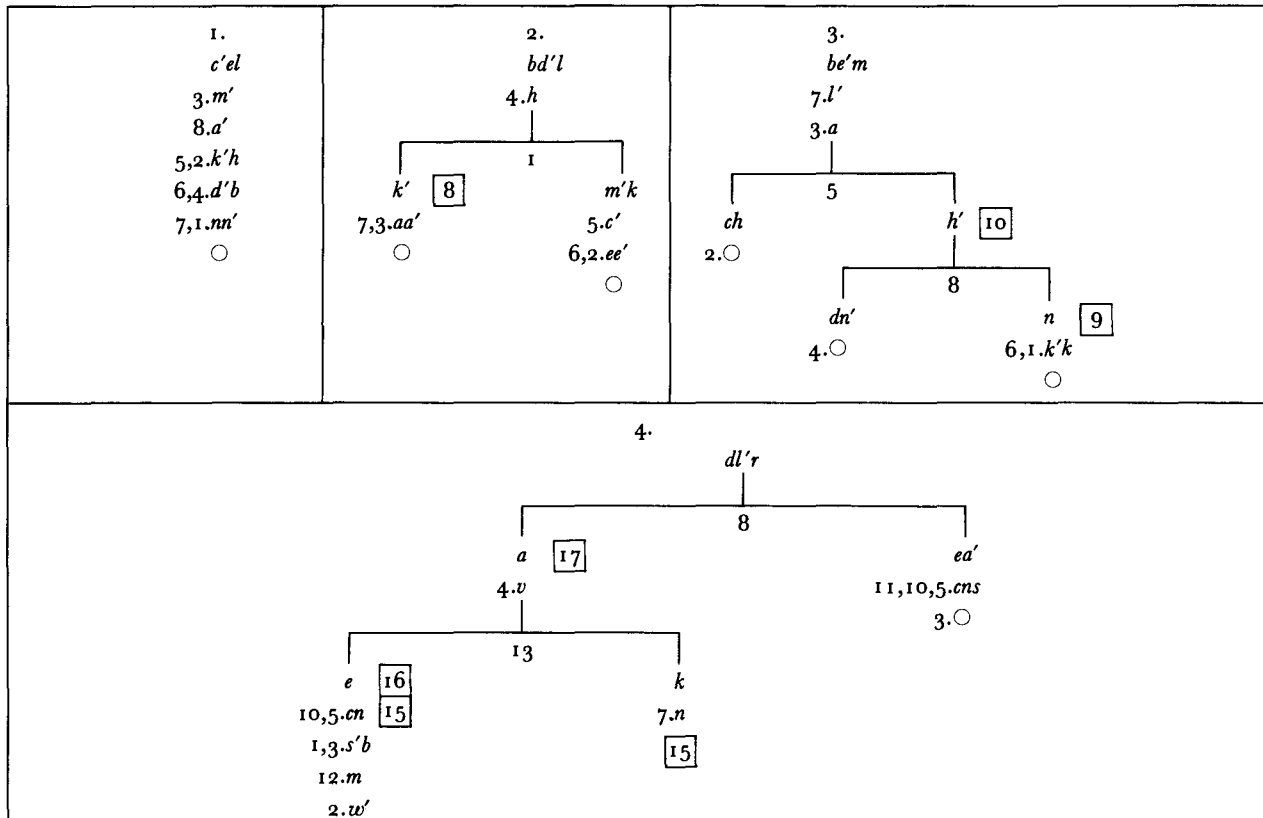 1.
c'el
3.m'
8.a'
5,2.k'h
6,4.d'b
7,1.nn'
○
2.
bd'l
4.h
1
k' 8 m'k
7,3.aa' 5.c'
○ 6,2.ee'
○
3.
be'm
7.l'
3.a
5
ch h' 10
2.○
8
dn' n 9
4.○ 6,1.k'k
○
4.
dl'r
8
a 17 ea'
4.v 11,10,5.cns
3.○
13
e 16 k
10,5.cn 15 7.n
1,3.s'b 15
12.m
2.w'